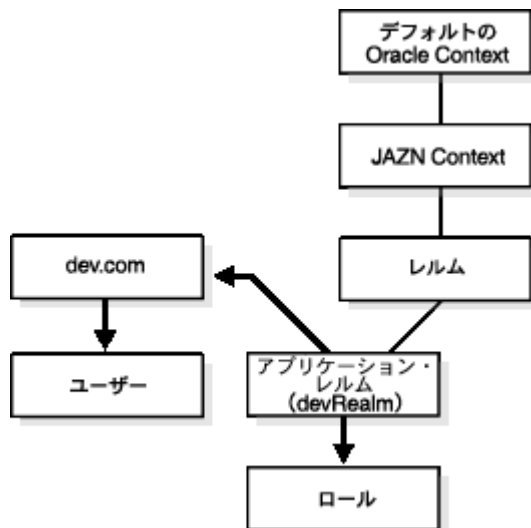 デフォルトの
Oracle Context
JAZN Context
レルム
dev.com
ユーザー
アプリケーション・
レルム
(devRealm)
ロール